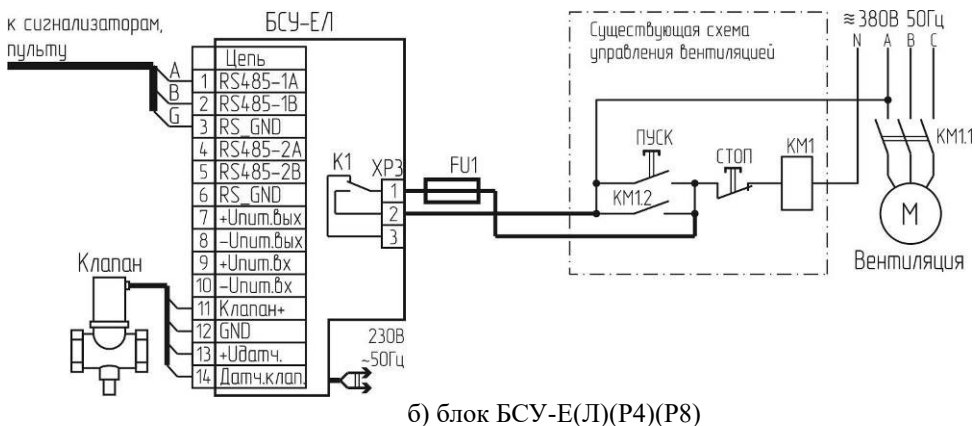 к сигнализаторам,
пульту
БСУ-ЕЛ
Цепь
A
1 RS485-1A
B
2 RS485-1B
G
3 RS_GND
4 RS485-2A
5 RS485-2B
6 RS_GND
7 +Uпит.вых
8 -Uпит.вых
9 +Uпит.вх
10 -Uпит.вх
11 Клапан+
12 GND
13 +Uдатч.
14 Датч.клап.
Клапан
K1
XP3
1
2
3
FU1
230В
~50Гц
Существующая схема
управления вентиляцией
ПУСК
КМ1.2
СТОП
КМ1
≂ 380В 50Гц
N A B C
КМ1.1
М
Вентиляция
б) блок БСУ-Е(Л)(Р4)(Р8)